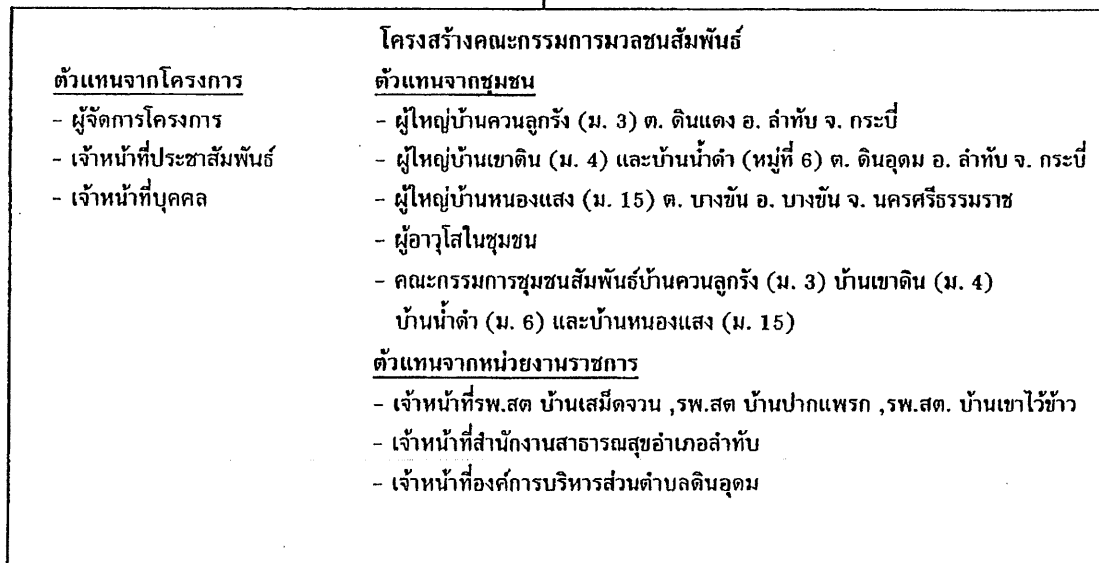 โครงสร้างคณะกรรมการมวลชนสัมพันธ์
ตัวแทนจากโครงการ
- ผู้จัดการโครงการ
- เจ้าหน้าที่ประชาสัมพันธ์
- เจ้าหน้าที่บุคคล
ตัวแทนจากชุมชน
- ผู้ใหญ่บ้านควนลูกรัง (ม. 3) ต. ดินแดง อ. ลำทับ จ. กระบี่
- ผู้ใหญ่บ้านเขาดิน (ม. 4) และบ้านน้ำดำ (หมู่ที่ 6) ต. ดินอุดม อ. ลำทับ จ. กระบี่
- ผู้ใหญ่บ้านหนองแสง (ม. 15) ต. บางขัน อ. บางขัน จ. นครศรีธรรมราช
- ผู้อาวุโสในชุมชน
- คณะกรรมการชุมชนสัมพันธ์บ้านควนลูกรัง (ม. 3) บ้านเขาดิน (ม. 4)
บ้านน้ำดำ (ม. 6) และบ้านหนองแสง (ม. 15)
ตัวแทนจากหน่วยงานราชการ
- เจ้าหน้าที่รพ.สต บ้านเสม็ดจวน ,รพ.สต บ้านปากแพรก ,รพ.สต. บ้านเขาไว้ข้าว
- เจ้าหน้าที่สำนักงานสาธารณสุขอำเภอลำทับ
- เจ้าหน้าที่องค์การบริหารส่วนตำบลดินอุดม